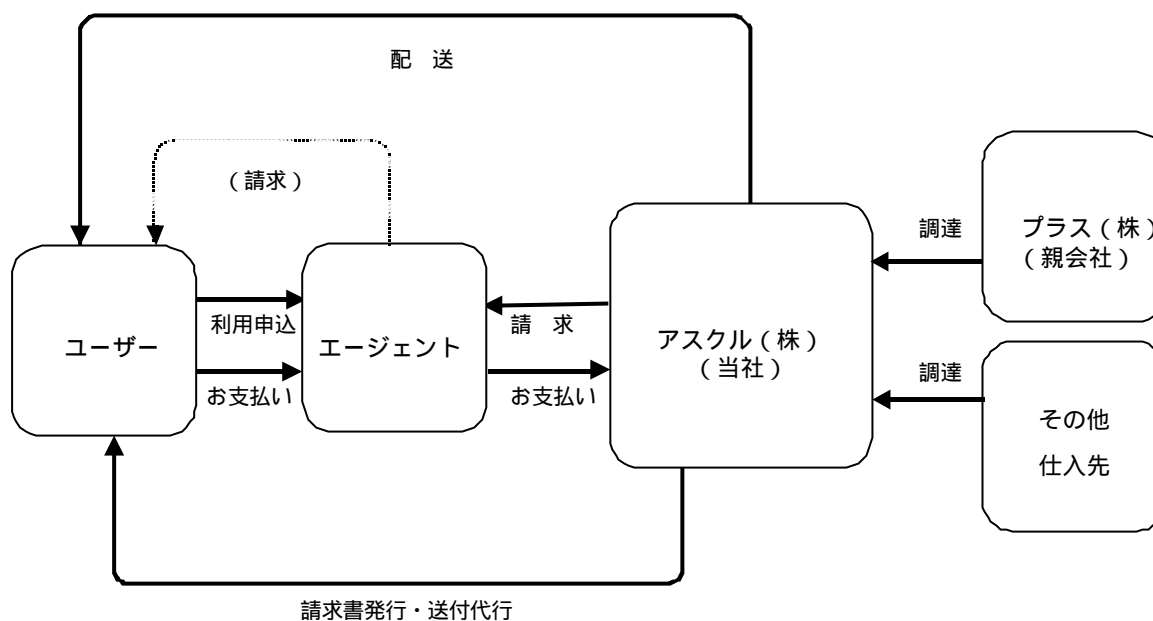 配 送
（請求）
調達
プラス（株）
（親会社）
利用申込
請 求
ユーザー
エージェント
アスクル（株）
（当社）
お支払い
お支払い
調達
その他
仕入先
請求書発行・送付代行